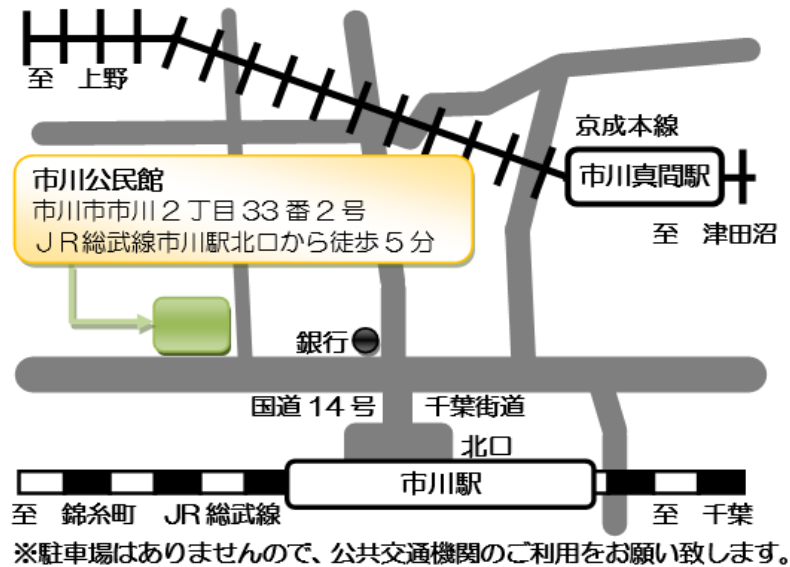 至 上野
京成本線
市川真間駅
至 津田沼
市川公民館
市川市市川２丁目33番２号
ＪＲ総武線市川駅北口から徒歩５分
銀行
国道14号 千葉街道
北口
市川駅
至 錦糸町 JR総武線
至 千葉
※駐車場はありませんので、公共交通機関のご利用をお願い致します。